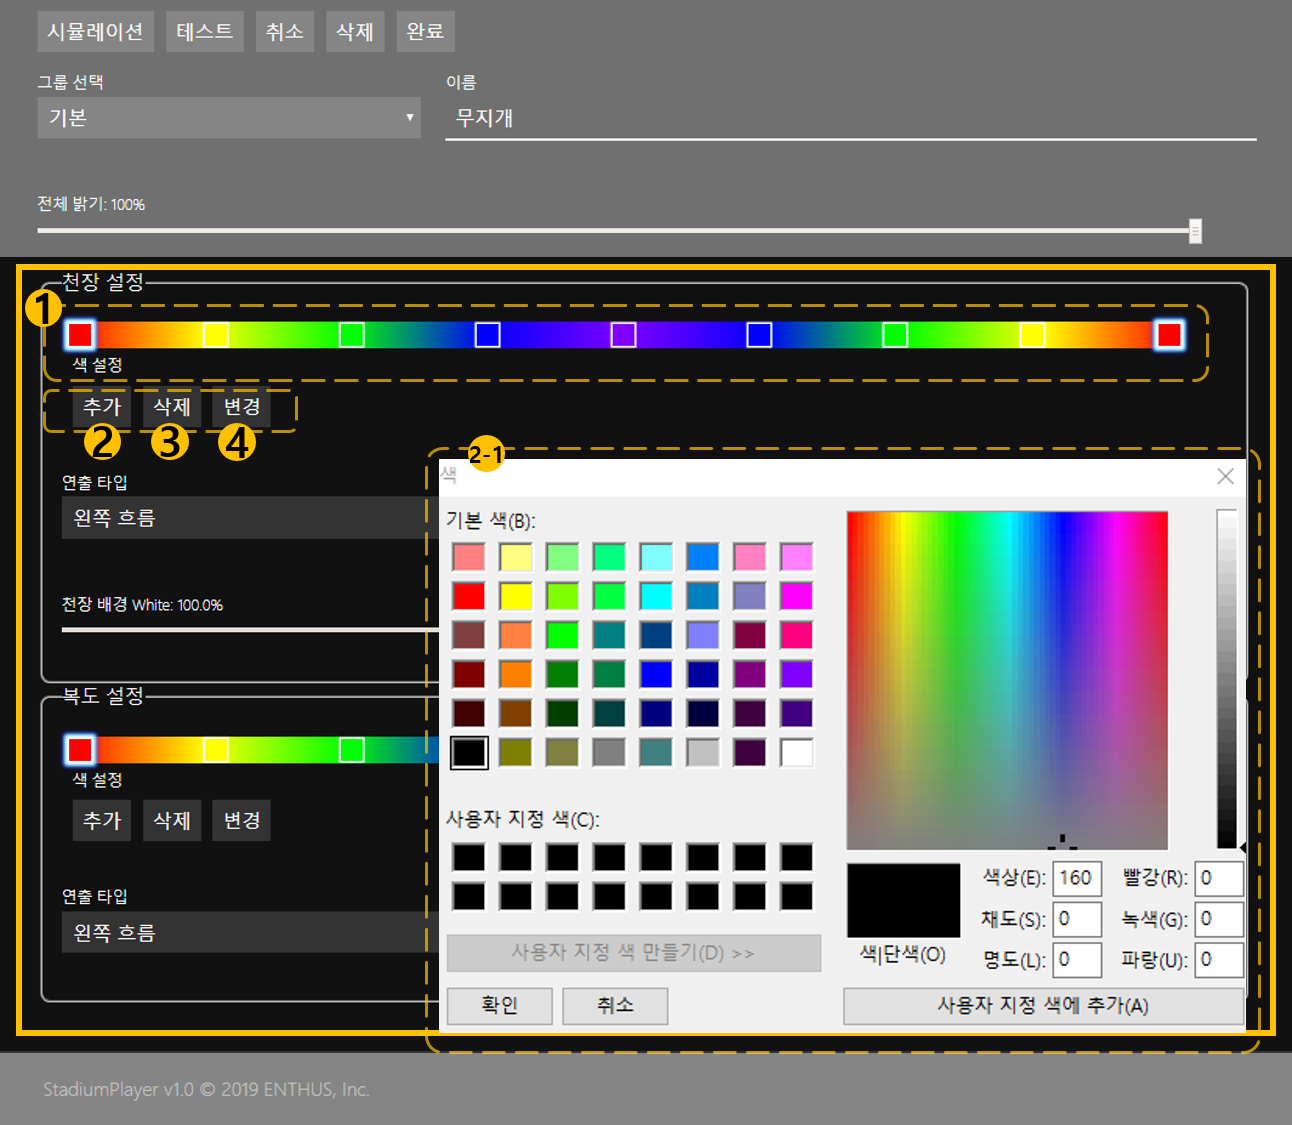 시뮬레이션 테스트 취소 삭제 완료
그룹 선택
이름
기본
무지개
전체 밝기: 100%
천장 설정
1
색 설정
추가 삭제 변경
2 3 4
연출 타입
왼쪽 흐름
천장 배경 White: 100.0%
복도 설정
색 설정
추가 삭제 변경
연출 타입
왼쪽 흐름
2-1
색
기본 색(B):
사용자 지정 색(C):
사용자 지정 색 만들기(D) >>
확인 취소
색상(E): 160 빨강(R): 0
채도(S): 0 녹색(G): 0
색|단색(O)
명도(L): 0 파랑(U): 0
사용자 지정 색에 추가(A)
StadiumPlayer v1.0 © 2019 ENTHUS, Inc.